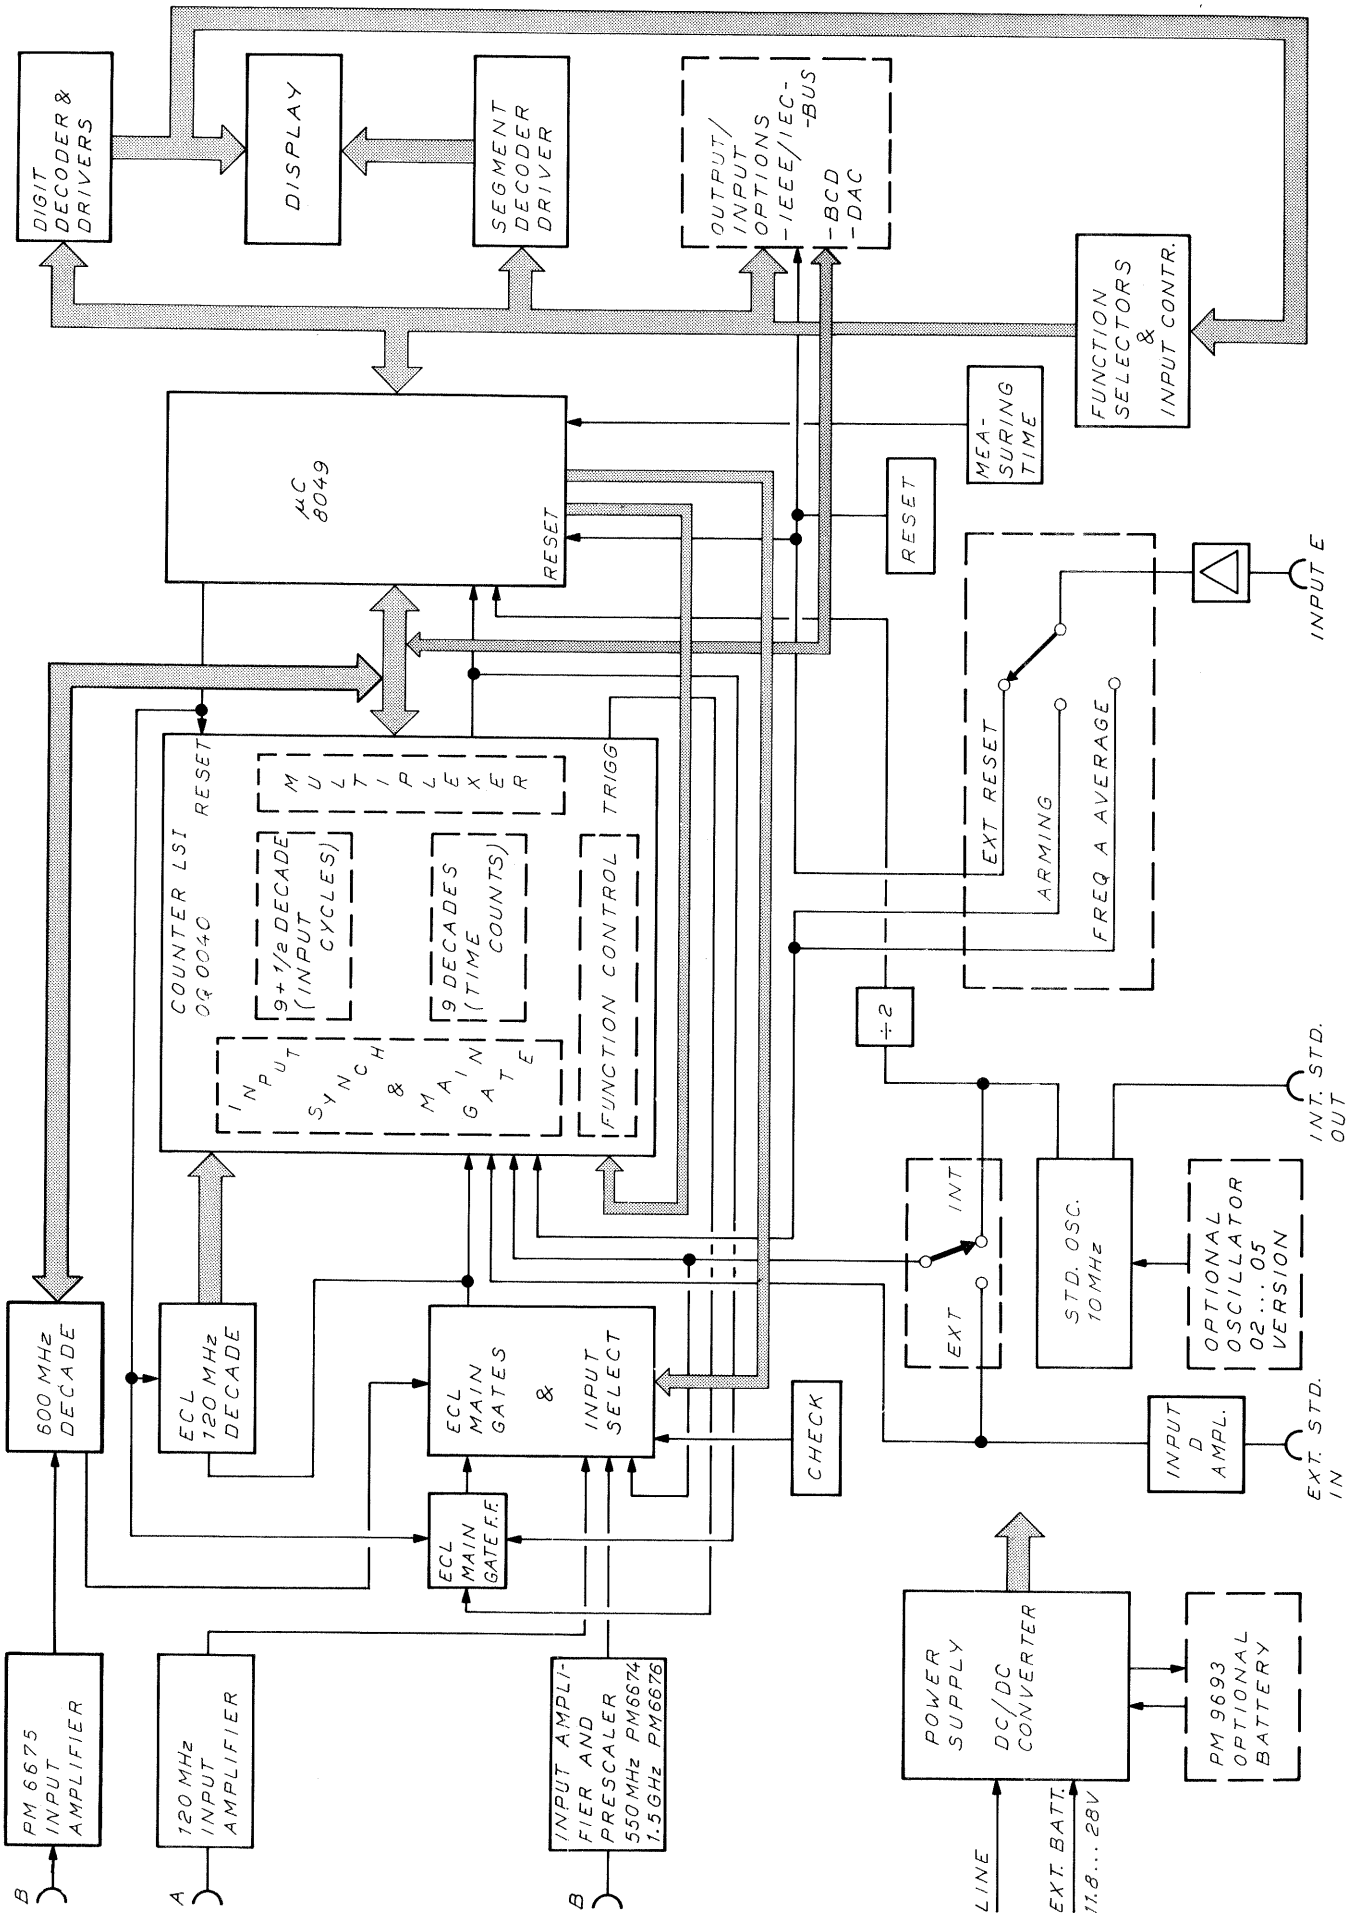 B
PM 6675
INPUT
AMPLIFIER
600 MHz
DECADE
DIGIT
DECODER &
DRIVERS
A
120 MHz
INPUT
AMPLIFIER
ECL
120 MHz
DECADE
COUNTER LSI
OQ 0040
RESET
INPUT
SYNCH
&
MAIN
GATE
9+1/2 DECADE
(INPUT
CYCLES)
9 DECADES
(TIME
COUNTS)
MULTIPLEXER
FUNCTION CONTROL
TRIGG
µC
8049
RESET
DISPLAY
SEGMENT
DECODER
DRIVER
ECL
MAIN
GATE F.F.
ECL
MAIN
GATES
&
INPUT
SELECT
B
INPUT AMPLI-
FIER AND
PRESCALER
550MHz PM6674
1.5GHz PM6676
OUTPUT/
INPUT
OPTIONS
-IEEE/IEC-
-BUS
-BCD
-DAC
CHECK
RESET
MEA-
SURING
TIME
FUNCTION
SELECTORS
&
INPUT CONTR.
÷2
EXT
INT
EXT RESET
ARMING
FREQ A AVERAGE
INPUT E
STD. OSC.
10MHz
OPTIONAL
OSCILLATOR
02...05
VERSION
INT. STD.
OUT
INPUT
D
AMPL.
EXT. STD.
IN
LINE
EXT. BATT.
11.8...28V
POWER
SUPPLY
DC/DC
CONVERTER
PM 9693
OPTIONAL
BATTERY